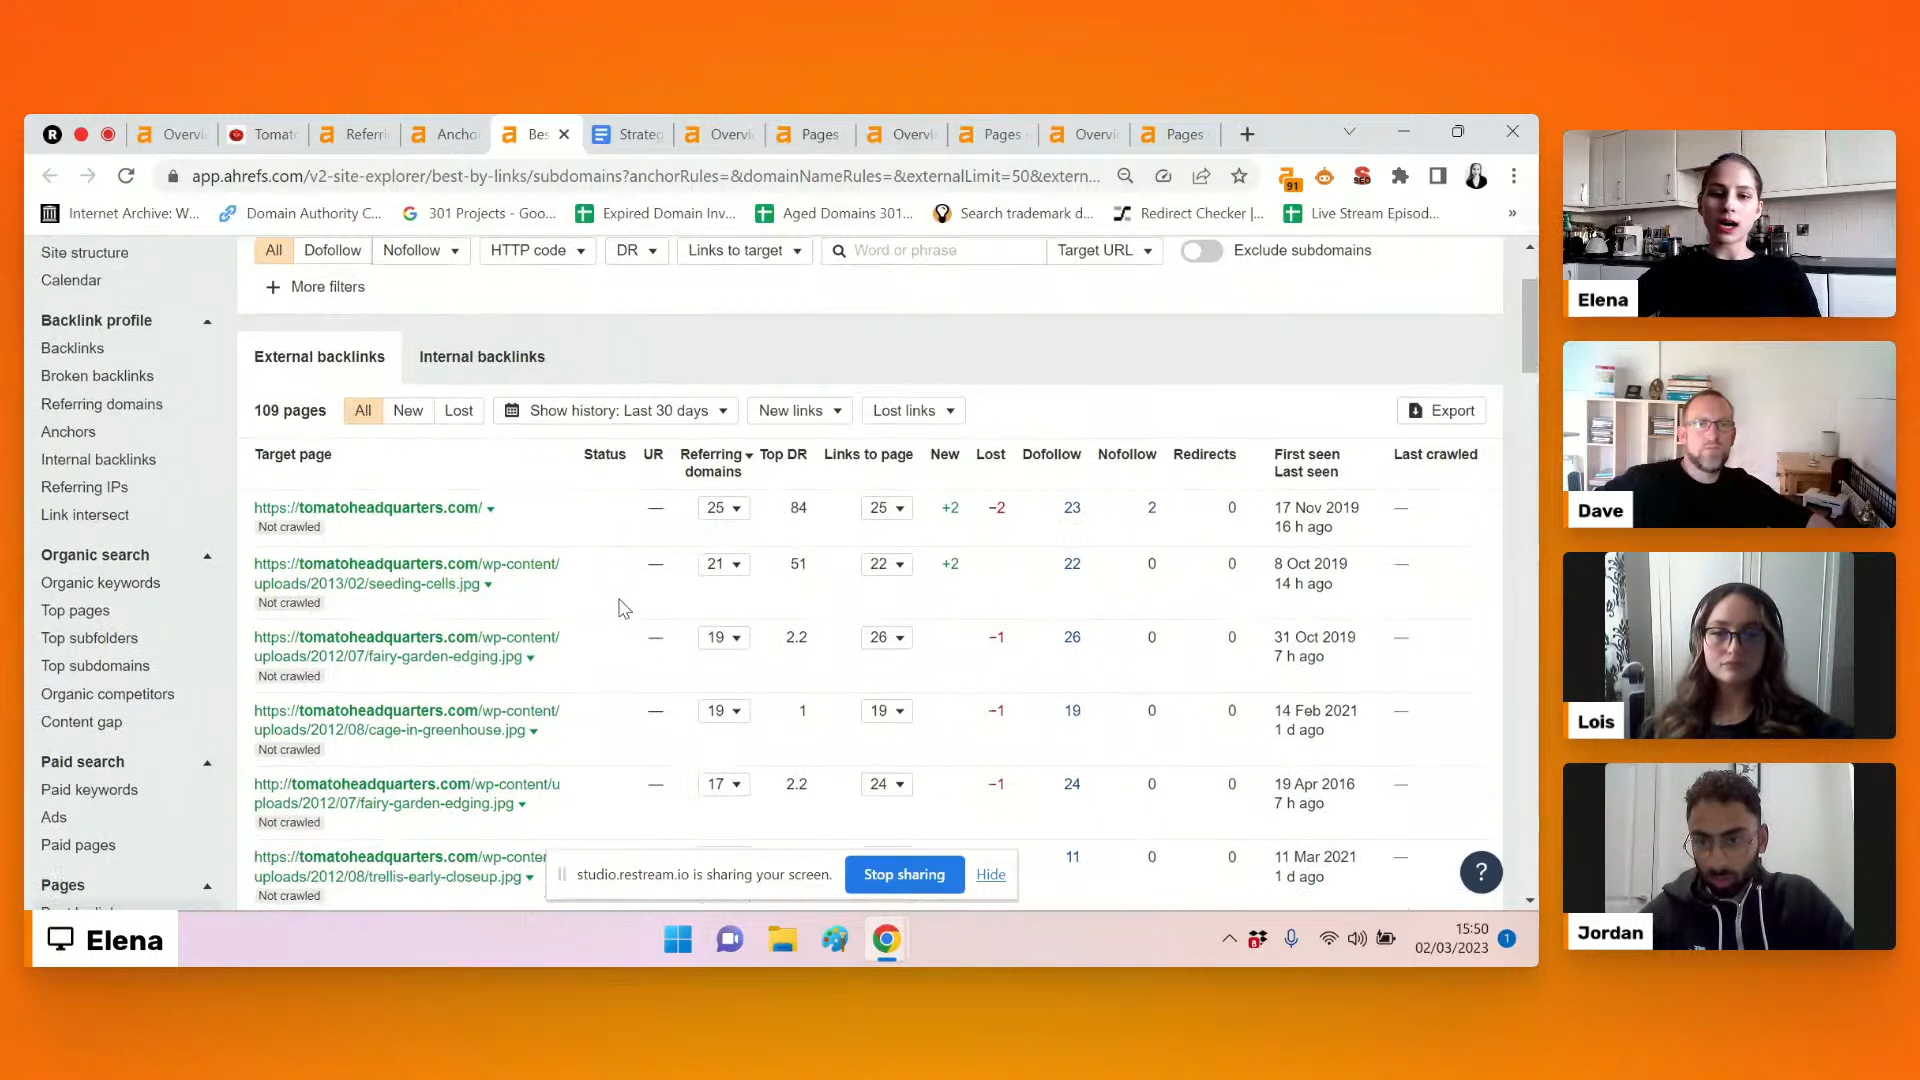 Overvi
Tomat
Referri
Ancho
Bes
Strateg
Overvi
Pages
Overvi
Pages
Overvi
Pages
app.ahrefs.com/v2-site-explorer/best-by-links/subdomains?anchorRules=&domainNameRules=&externalLimit=50&extern...
91
SEO
Internet Archive: W...
Domain Authority C...
301 Projects - Goo...
Expired Domain Inv...
Aged Domains 301...
Search trademark d...
Redirect Checker |...
Live Stream Episod...
»
Site structure
Calendar
Backlink profile
Backlinks
Broken backlinks
Referring domains
Anchors
Internal backlinks
Referring IPs
Link intersect
Organic search
Organic keywords
Top pages
Top subfolders
Top subdomains
Organic competitors
Content gap
Paid search
Paid keywords
Ads
Paid pages
Pages
All Dofollow Nofollow HTTP code DR Links to target Word or phrase Target URL Exclude subdomains
+ More filters
External backlinks Internal backlinks
109 pages All New Lost Show history: Last 30 days New links Lost links Export
Target page Status UR Referring domains Top DR Links to page New Lost Dofollow Nofollow Redirects First seen Last seen Last crawled
https://tomatoheadquarters.com/ — 25 84 25 +2 −2 23 2 0 17 Nov 2019 —
Not crawled 16 h ago
https://tomatoheadquarters.com/wp-content/ — 21 51 22 +2 22 0 0 8 Oct 2019 —
uploads/2013/02/seeding-cells.jpg 14 h ago
Not crawled
https://tomatoheadquarters.com/wp-content/ — 19 2.2 26 −1 26 0 0 31 Oct 2019 —
uploads/2012/07/fairy-garden-edging.jpg 7 h ago
Not crawled
https://tomatoheadquarters.com/wp-content/ — 19 1 19 −1 19 0 0 14 Feb 2021 —
uploads/2012/08/cage-in-greenhouse.jpg 1 d ago
Not crawled
http://tomatoheadquarters.com/wp-content/u — 17 2.2 24 −1 24 0 0 19 Apr 2016 —
ploads/2012/07/fairy-garden-edging.jpg 7 h ago
Not crawled
https://tomatoheadquarters.com/wp-conter 11 0 0 11 Mar 2021 —
uploads/2012/08/trellis-early-closeup.jpg 1 d ago
Not crawled
studio.restream.io is sharing your screen. Stop sharing Hide
?
15:50
02/03/2023
1
Elena
Elena
Dave
Lois
Jordan